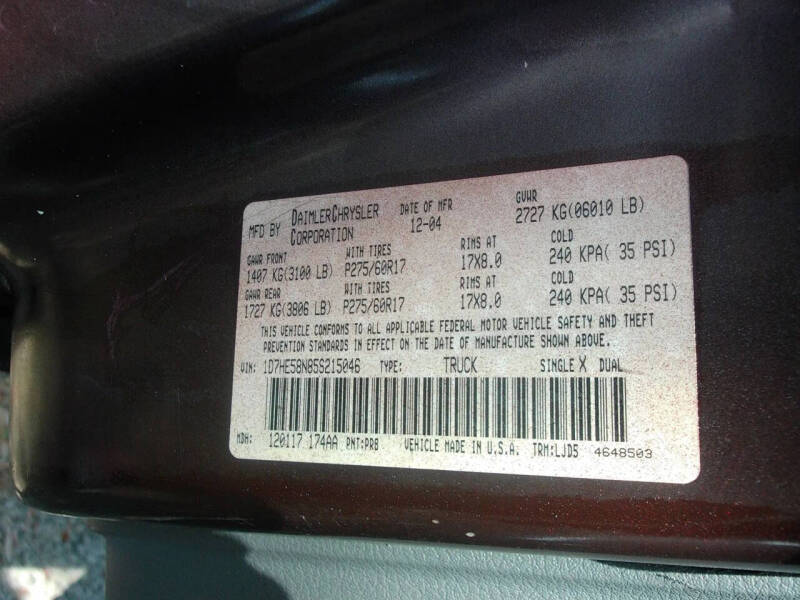 MFD BY DAIMLERCHRYSLER CORPORATION DATE OF MFR 12-04 GVWR 2727 KG(06010 LB)
GAWR FRONT WITH TIRES RIMS AT COLD
1407 KG(3100 LB) P275/60R17 17X8.0 240 KPA( 35 PSI)
GAWR REAR WITH TIRES RIMS AT COLD
1727 KG(3806 LB) P275/60R17 17X8.0 240 KPA( 35 PSI)
THIS VEHICLE CONFORMS TO ALL APPLICABLE FEDERAL MOTOR VEHICLE SAFETY AND THEFT
PREVENTION STANDARDS IN EFFECT ON THE DATE OF MANUFACTURE SHOWN ABOVE.
VIN: 1D7HE58N85S215046 TYPE: TRUCK SINGLE X DUAL
MDH: 120117 174AA PNT:PR8 VEHICLE MADE IN U.S.A. TRM:LJD5 4648503